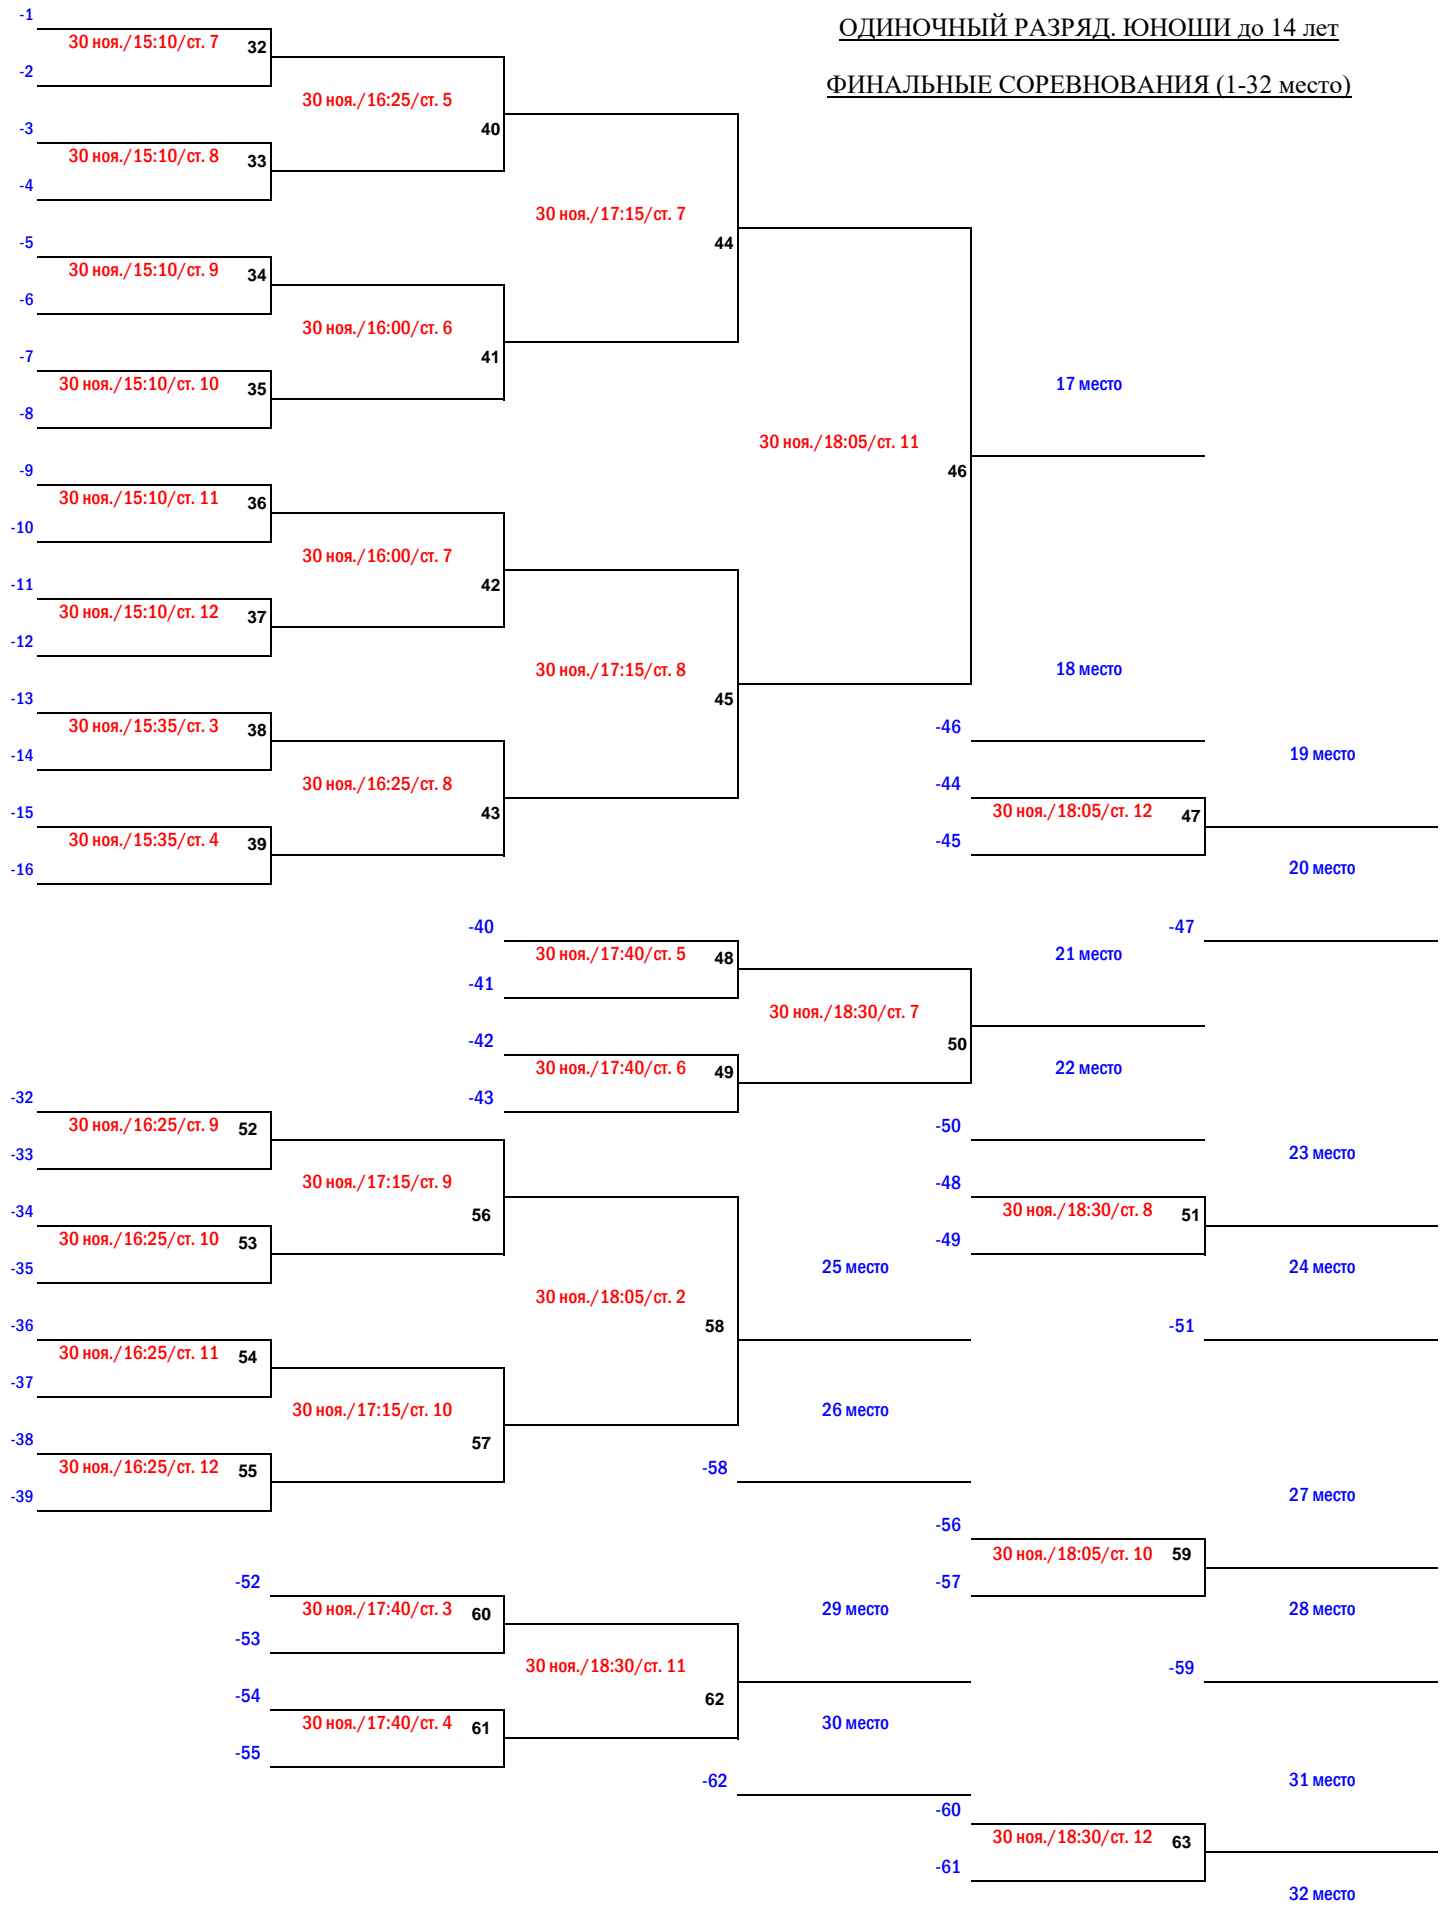 -1
ОДИНОЧНЫЙ РАЗРЯД. ЮНОШИ до 14 лет
30 ноя./15:10/ст. 7 32
-2
ФИНАЛЬНЫЕ СОРЕВНОВАНИЯ (1-32 место)
30 ноя./16:25/ст. 5
-3
40
30 ноя./15:10/ст. 8 33
-4
30 ноя./17:15/ст. 7
-5
44
30 ноя./15:10/ст. 9 34
-6
30 ноя./16:00/ст. 6
-7
41
30 ноя./15:10/ст. 10 35
17 место
-8
30 ноя./18:05/ст. 11
-9
46
30 ноя./15:10/ст. 11 36
-10
30 ноя./16:00/ст. 7
-11
42
30 ноя./15:10/ст. 12 37
-12
30 ноя./17:15/ст. 8
18 место
-13
45
30 ноя./15:35/ст. 3 38
-46
-14
19 место
30 ноя./16:25/ст. 8
-44
-15
43
30 ноя./18:05/ст. 12 47
30 ноя./15:35/ст. 4 39
-45
-16
20 место
-40
-47
30 ноя./17:40/ст. 5 48
21 место
-41
30 ноя./18:30/ст. 7
-42
50
30 ноя./17:40/ст. 6 49
22 место
-32
-43
30 ноя./16:25/ст. 9 52
-50
-33
23 место
30 ноя./17:15/ст. 9
-48
-34
56
30 ноя./18:30/ст. 8 51
30 ноя./16:25/ст. 10 53
-49
-35
25 место
24 место
30 ноя./18:05/ст. 2
-36
58
-51
30 ноя./16:25/ст. 11 54
-37
30 ноя./17:15/ст. 10
26 место
-38
57
30 ноя./16:25/ст. 12 55
-58
-39
27 место
-56
30 ноя./18:05/ст. 10 59
-52
-57
30 ноя./17:40/ст. 3 60
29 место
28 место
-53
30 ноя./18:30/ст. 11
-59
-54
62
30 ноя./17:40/ст. 4 61
30 место
-55
-62
31 место
-60
30 ноя./18:30/ст. 12 63
-61
32 место